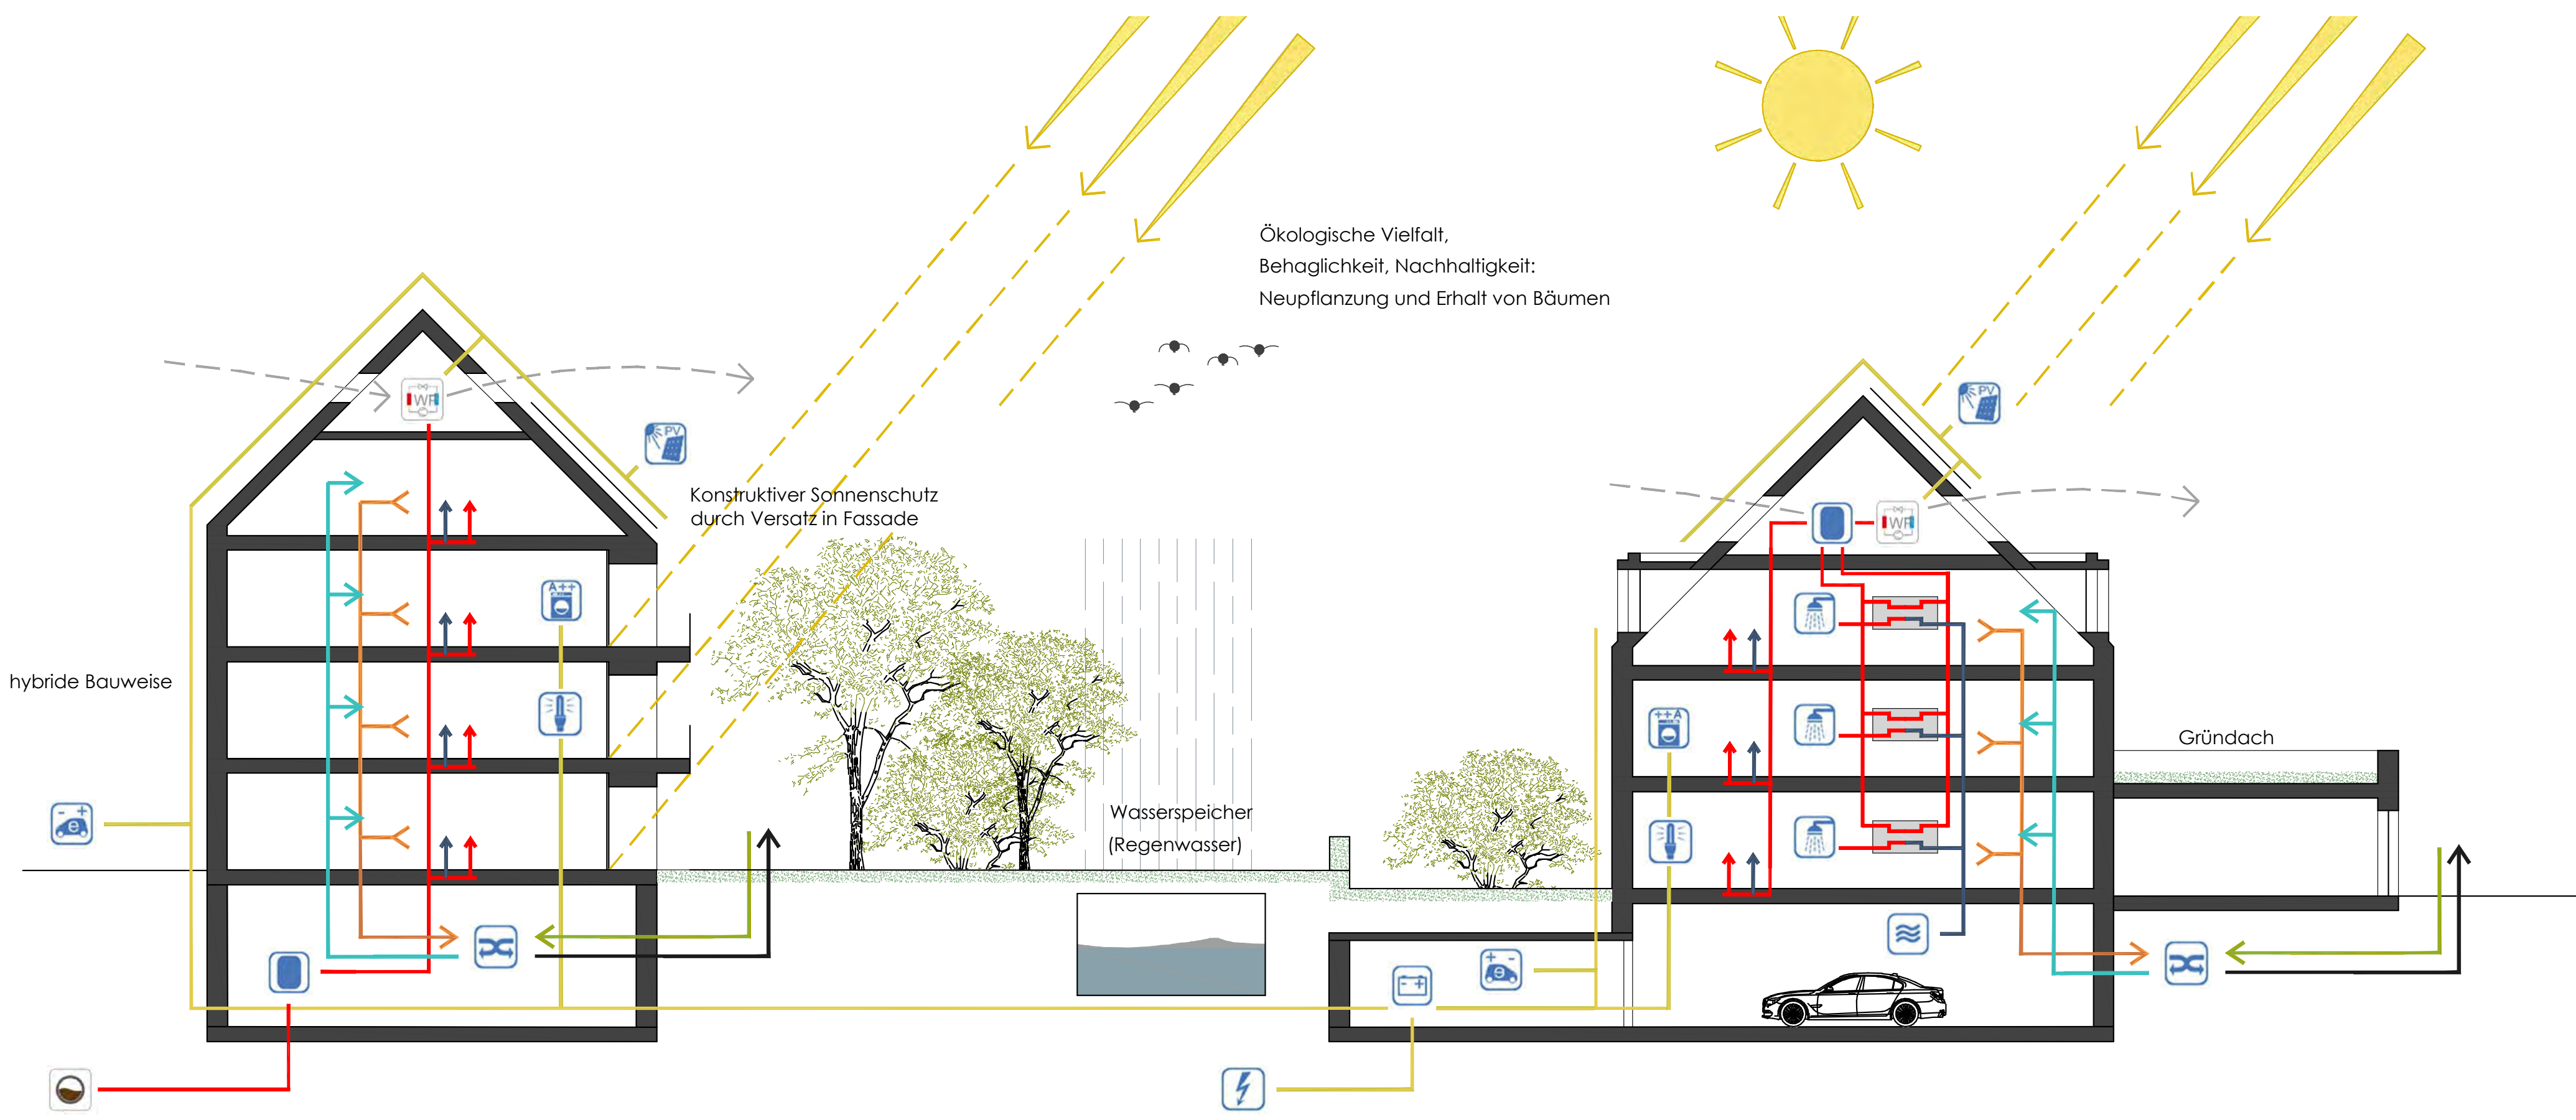 Ökologische Vielfalt,
Behaglichkeit, Nachhaltigkeit:
Neupflanzung und Erhalt von Bäumen
PV
PV
WP
Konstruktiver Sonnenschutz
durch Versatz in Fassade
WP
A++
hybride Bauweise
++A
Gründach
Wasserspeicher
(Regenwasser)
- +
e
+ -
e
- +